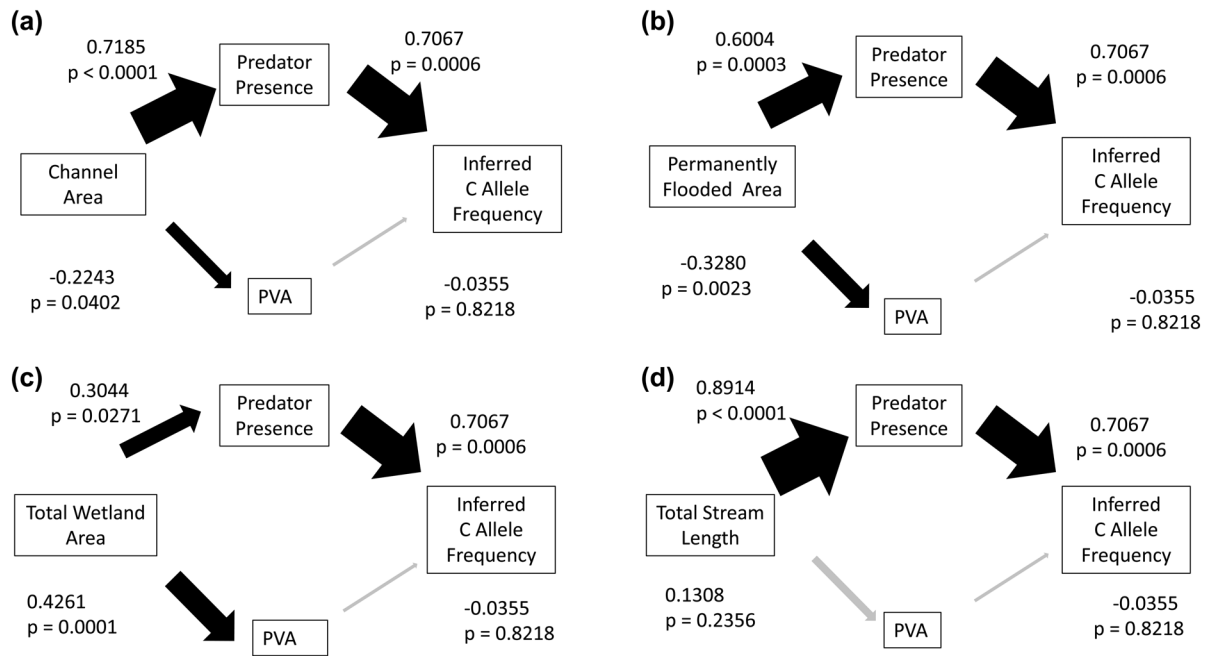 (a)
0.7185
p < 0.0001
Predator
Presence
0.7067
p = 0.0006
Channel
Area
Inferred
C Allele
Frequency
-0.2243
p = 0.0402
PVA
-0.0355
p = 0.8218
(b)
0.6004
p = 0.0003
Predator
Presence
0.7067
p = 0.0006
Permanently
Flooded Area
Inferred
C Allele
Frequency
-0.3280
p = 0.0023
PVA
-0.0355
p = 0.8218
(c)
0.3044
p = 0.0271
Predator
Presence
0.7067
p = 0.0006
Total Wetland
Area
Inferred
C Allele
Frequency
0.4261
p = 0.0001
PVA
-0.0355
p = 0.8218
(d)
0.8914
p < 0.0001
Predator
Presence
0.7067
p = 0.0006
Total Stream
Length
Inferred
C Allele
Frequency
0.1308
p = 0.2356
PVA
-0.0355
p = 0.8218